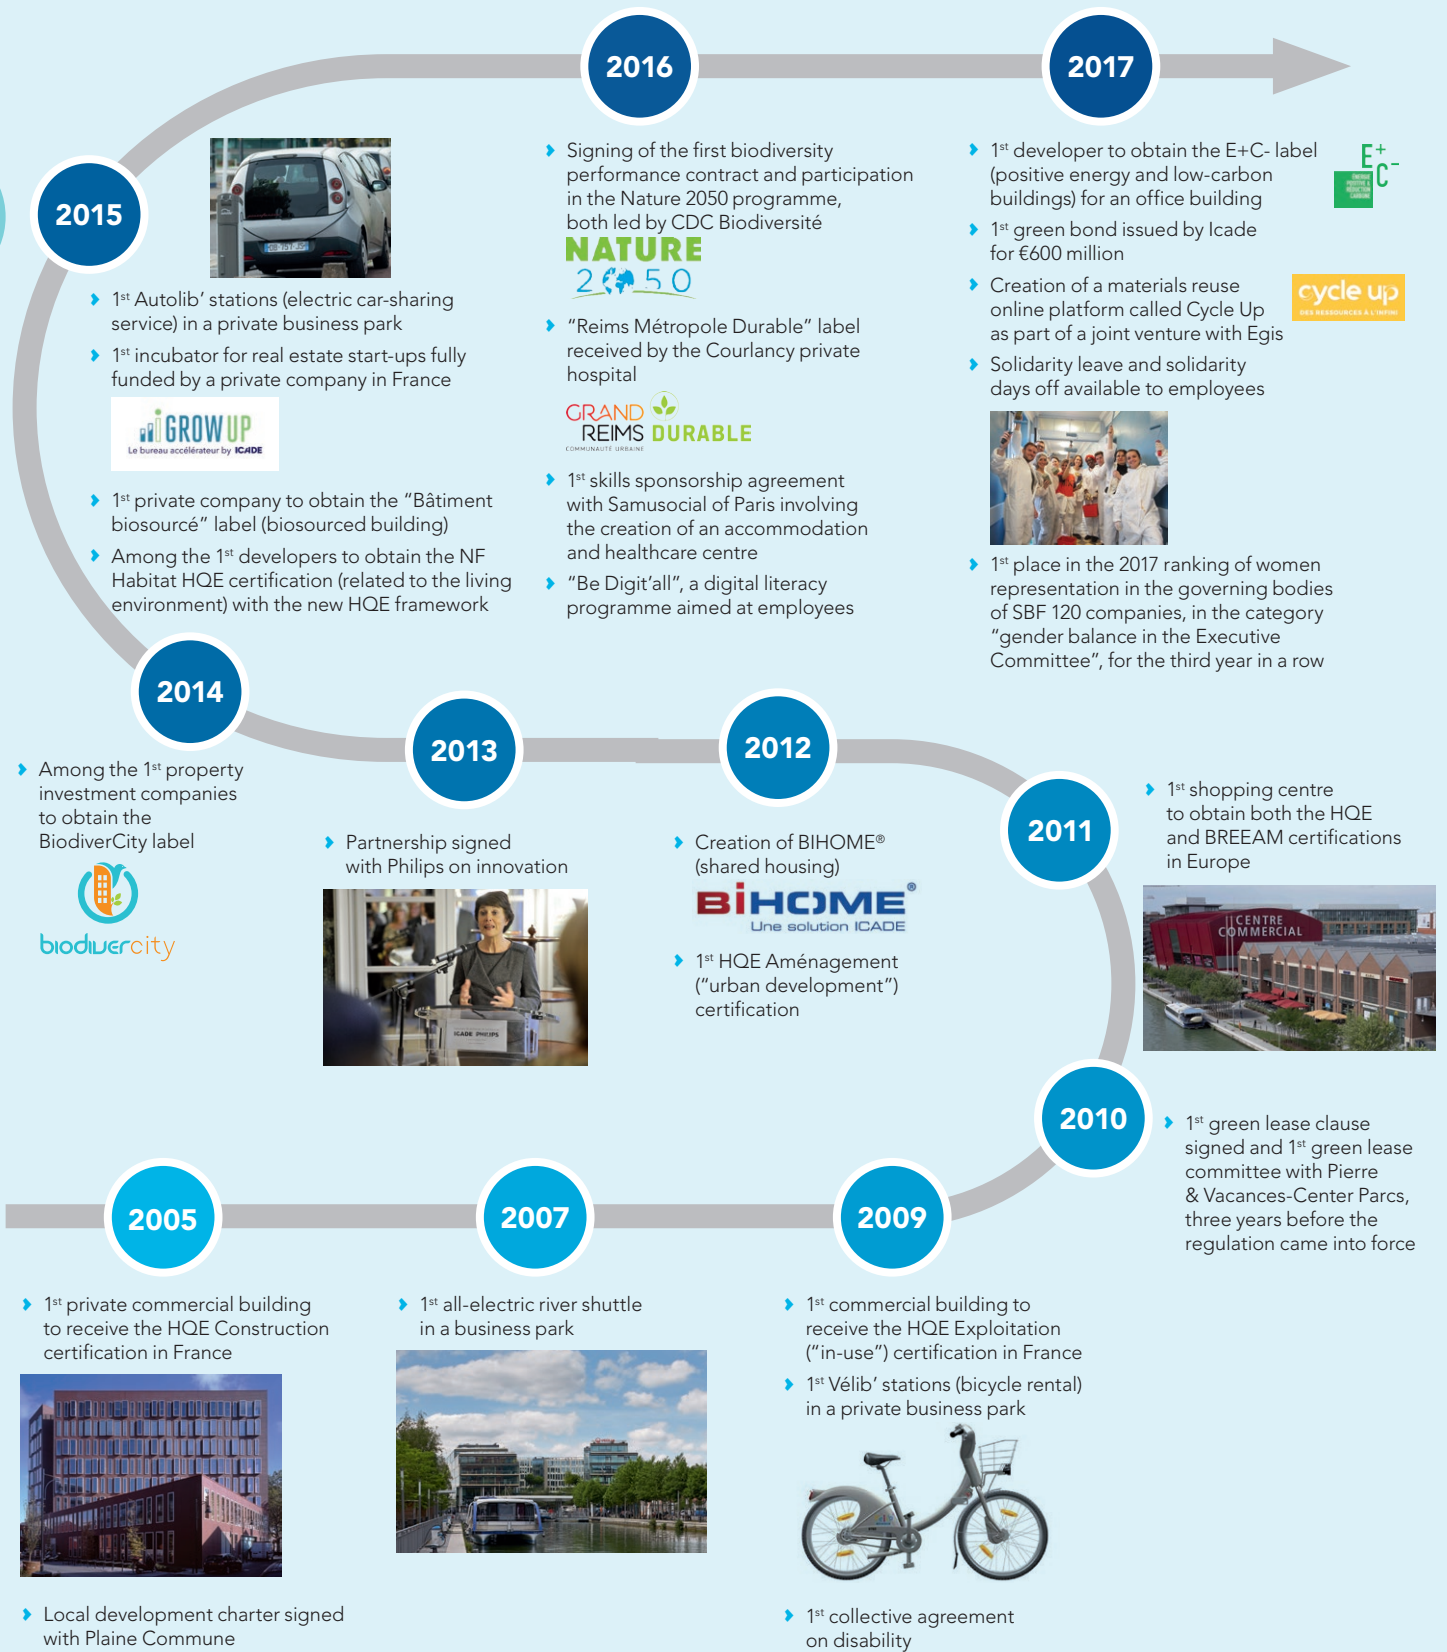 2016
2017
2015
1st Autolib’ stations (electric car-sharing
service) in a private business park
1st incubator for real estate start-ups fully
funded by a private company in France
iGROWUP
Le bureau accélérateur by ICADE
1st private company to obtain the “Bâtiment
biosourcé” label (biosourced building)
Among the 1st developers to obtain the NF
Habitat HQE certification (related to the living
environment) with the new HQE framework
Signing of the first biodiversity
performance contract and participation
in the Nature 2050 programme,
both led by CDC Biodiversité
NATURE
2050
“Reims Métropole Durable” label
received by the Courlancy private
hospital
GRAND
REIMS DURABLE
COMMUNAUTÉ URBAINE
1st skills sponsorship agreement
with Samusocial of Paris involving
the creation of an accommodation
and healthcare centre
“Be Digit’all”, a digital literacy
programme aimed at employees
1st developer to obtain the E+C- label
(positive energy and low-carbon
buildings) for an office building
E+
C-
ÉNERGIE
POSITIVE &
RÉDUCTION
CARBONE
1st green bond issued by Icade
for €600 million
Creation of a materials reuse
online platform called Cycle Up
as part of a joint venture with Egis
cycle up
DES RESSOURCES À L’INFINI
Solidarity leave and solidarity
days off available to employees
1st place in the 2017 ranking of women
representation in the governing bodies
of SBF 120 companies, in the category
“gender balance in the Executive
Committee”, for the third year in a row
2014
2013
2012
2011
Among the 1st property
investment companies
to obtain the
BiodiverCity label
biodivercity
Partnership signed
with Philips on innovation
ICADE PHILIPS
Creation of BIHOME®
(shared housing)
BiHOME®
Une solution ICADE
1st HQE Aménagement
(“urban development”)
certification
1st shopping centre
to obtain both the HQE
and BREEAM certifications
in Europe
CENTRE
COMMERCIAL
2010
1st green lease clause
signed and 1st green lease
committee with Pierre
& Vacances-Center Parcs,
three years before the
regulation came into force
2005
2007
2009
1st private commercial building
to receive the HQE Construction
certification in France
Local development charter signed
with Plaine Commune
1st all-electric river shuttle
in a business park
1st commercial building to
receive the HQE Exploitation
(“in-use”) certification in France
1st Vélib’ stations (bicycle rental)
in a private business park
1st collective agreement
on disability